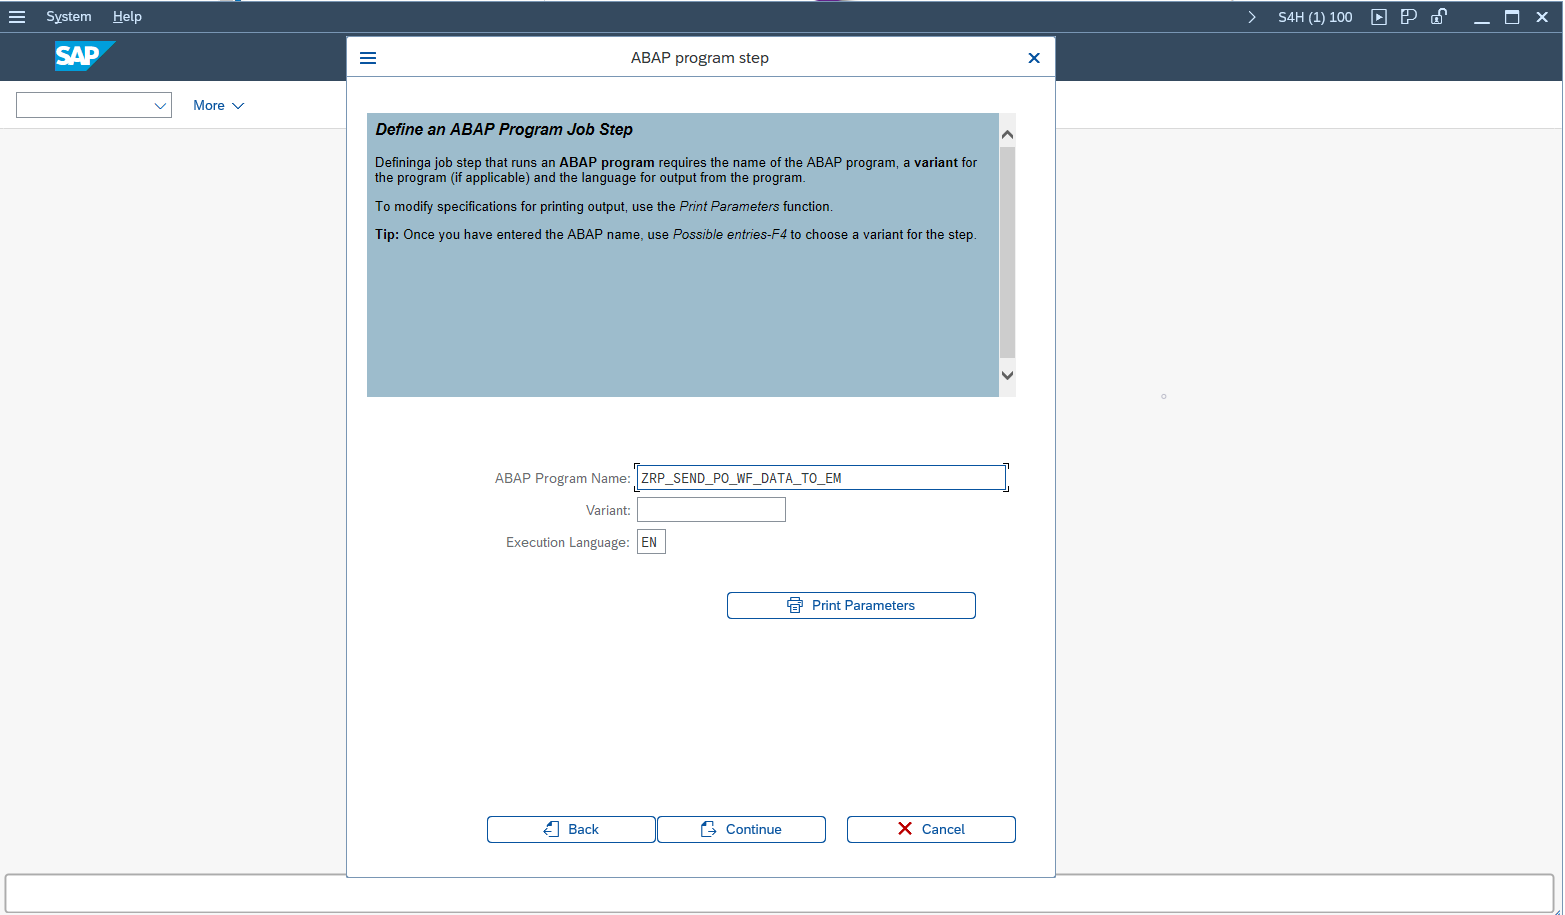 System Help
S4H (1) 100
SAP
ABAP program step
More
Define an ABAP Program Job Step
Defininga job step that runs an ABAP program requires the name of the ABAP program, a variant for
the program (if applicable) and the language for output from the program.
To modify specifications for printing output, use the Print Parameters function.
Tip: Once you have entered the ABAP name, use Possible entries-F4 to choose a variant for the step.
ABAP Program Name: ZRP_SEND_PO_WF_DATA_TO_EM
Variant:
Execution Language: EN
Print Parameters
Back Continue Cancel